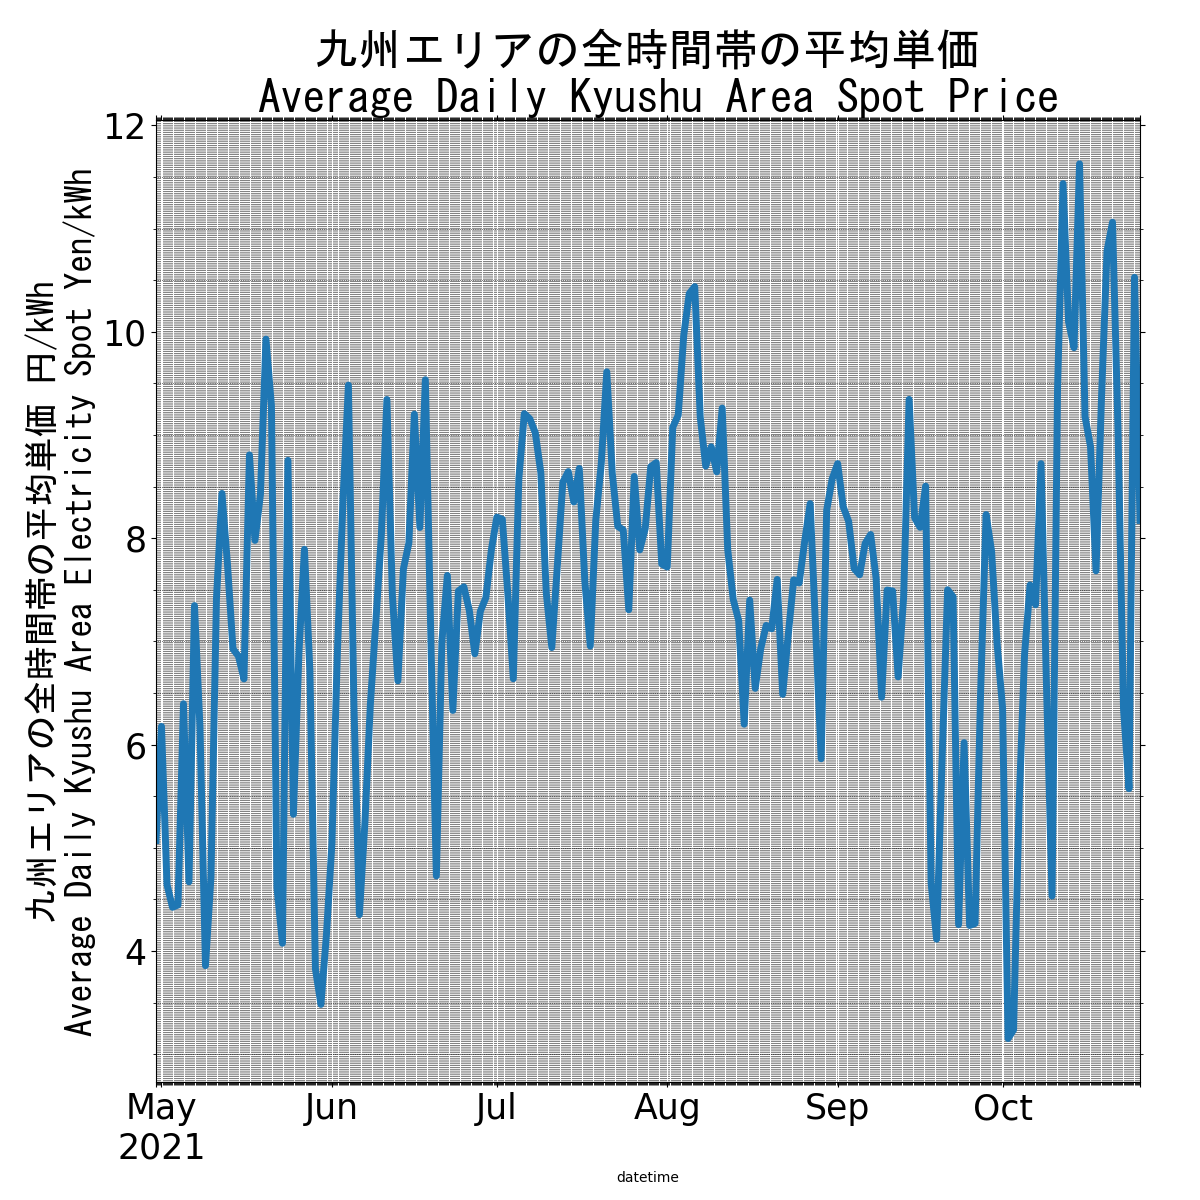 九州エリアの全時間帯の平均単価
Average Daily Kyushu Area Spot Price
九州エリアの全時間帯の平均単価 円/kWh
Average Daily Kyushu Area Electricity Spot Yen/kWh
12
10
8
6
4
May Jun Jul Aug Sep Oct
2021
datetime